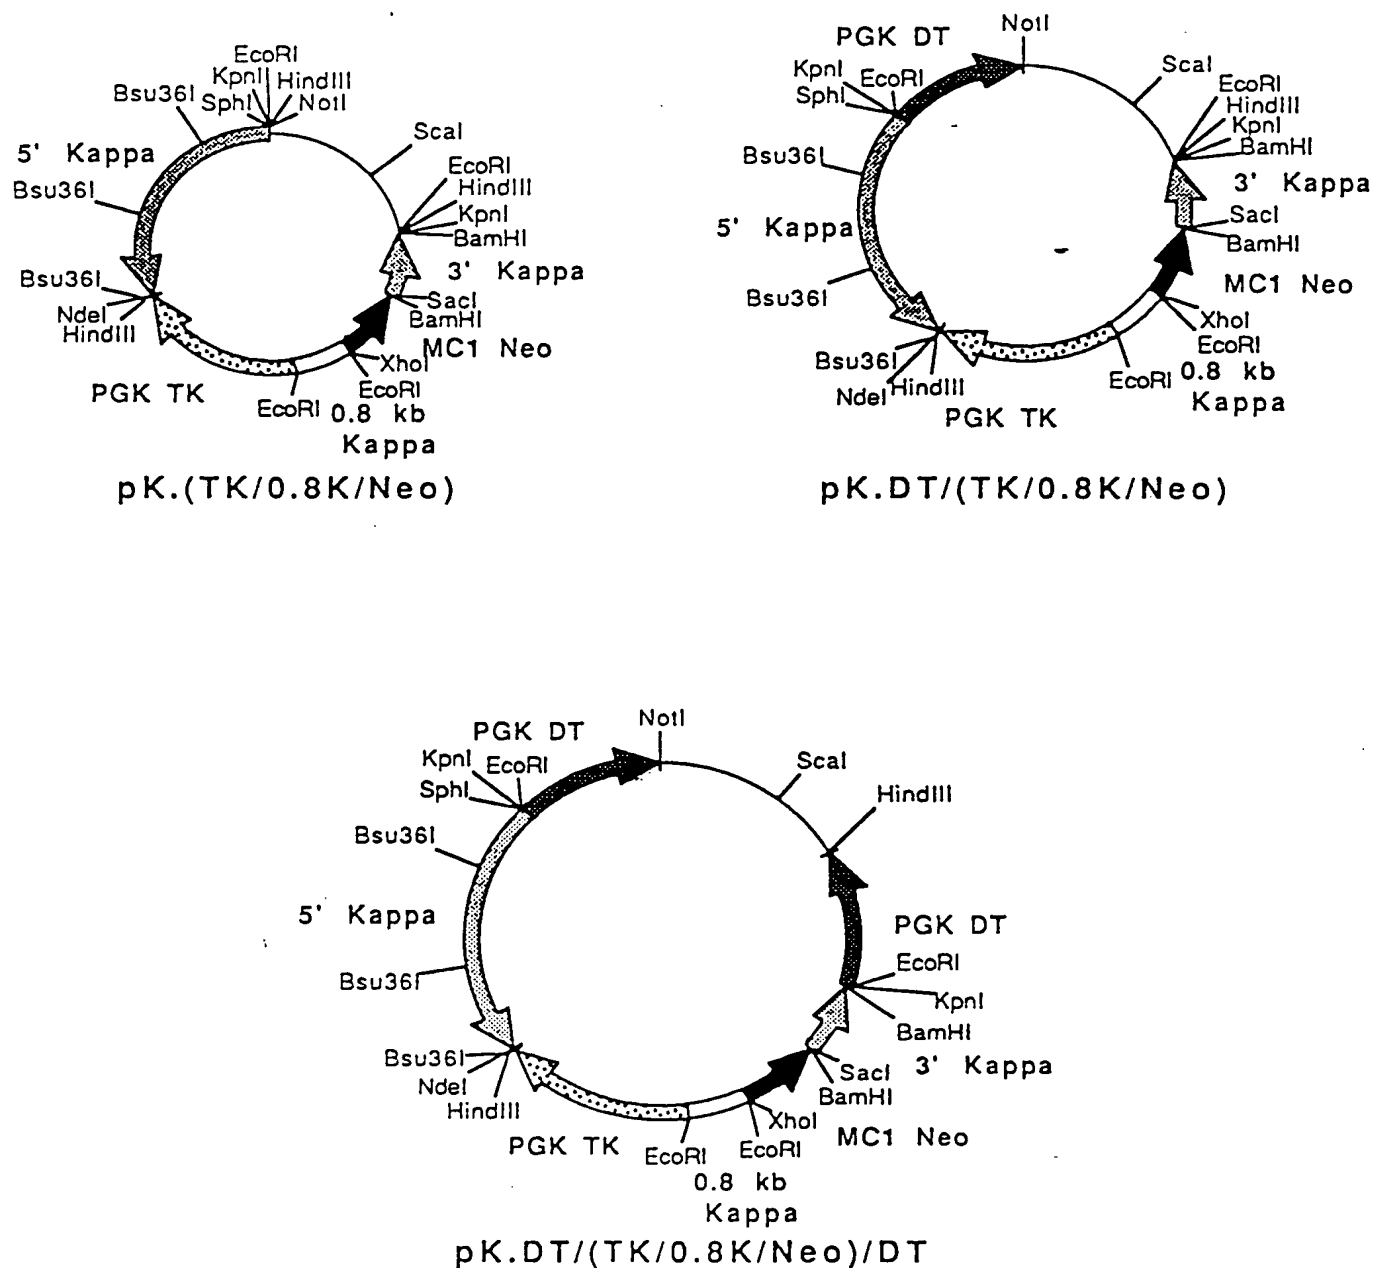 EcoRI
KpnI HindIII
Bsu36I SphI NotI
ScaI
5' Kappa
EcoRI
HindIII
Bsu36I
KpnI
BamHI
3' Kappa
Bsu36I
SacI
NdeI
BamHI
HindIII
MC1 Neo
XhoI
PGK TK
EcoRI
EcoRI 0.8 kb
Kappa
pK.(TK/0.8K/Neo)
NotI
PGK DT
KpnI EcoRI
ScaI
SphI
EcoRI
HindIII
KpnI
BamHI
Bsu36I
3' Kappa
5' Kappa
SacI
BamHI
Bsu36I
MC1 Neo
XhoI
Bsu36I
EcoRI
NdeI HindIII
EcoRI 0.8 kb
Kappa
PGK TK
pK.DT/(TK/0.8K/Neo)
NotI
PGK DT
KpnI EcoRI
ScaI
SphI
HindIII
Bsu36I
5' Kappa
PGK DT
EcoRI
Bsu36I
KpnI
BamHI
Bsu36I
SacI 3' Kappa
NdeI
BamHI
HindIII
XhoI
MC1 Neo
PGK TK EcoRI EcoRI
0.8 kb
Kappa
pK.DT/(TK/0.8K/Neo)/DT